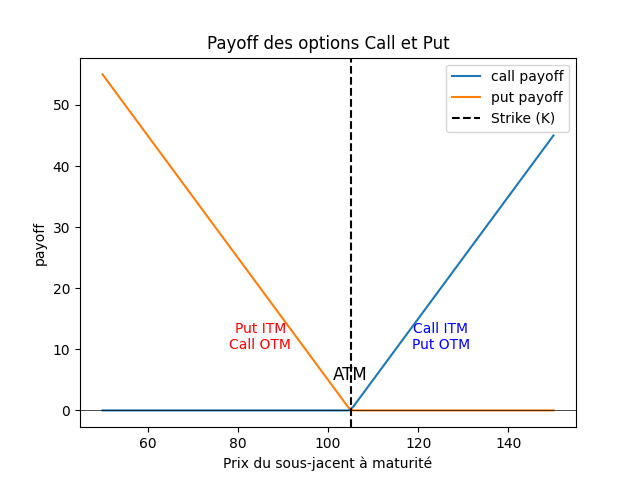 Payoff des options Call et Put
call payoff
put payoff
Strike (K)
payoff
50
40
30
20
10
0
Put ITM
Call OTM
Call ITM
Put OTM
ATM
60
80
100
120
140
Prix du sous-jacent à maturité